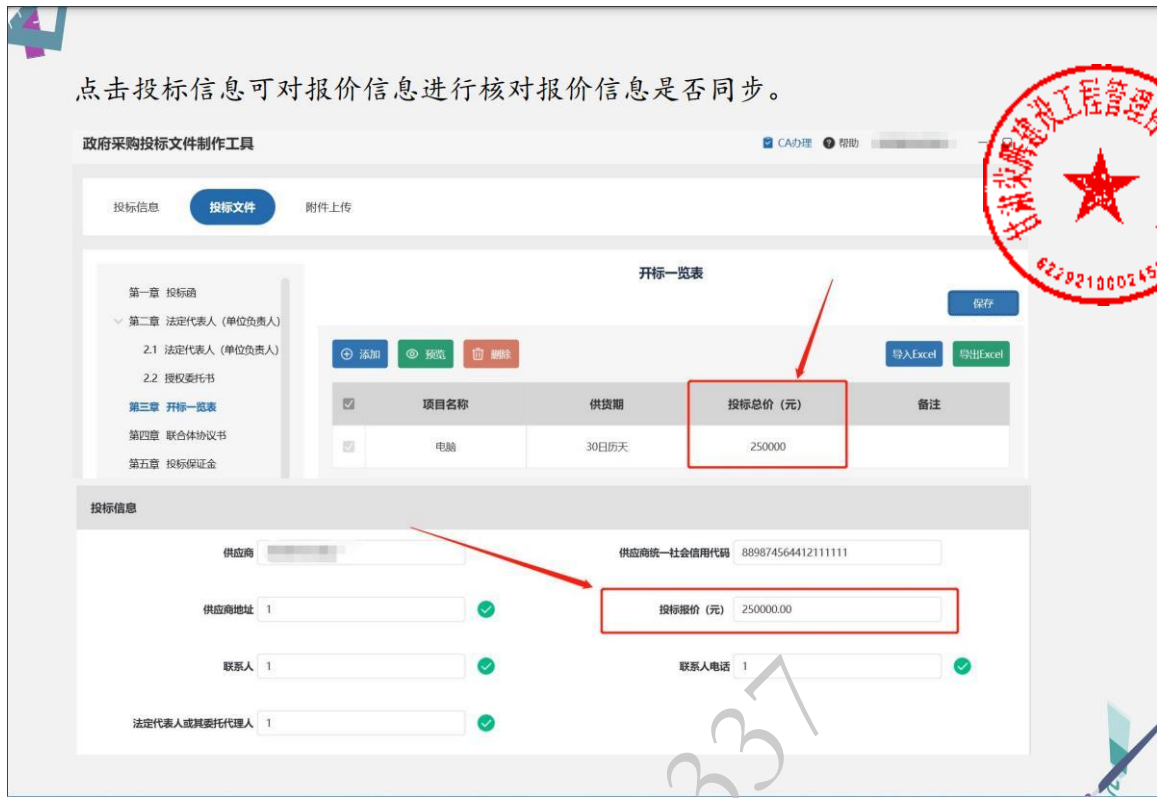 点击投标信息可对报价信息进行核对报价信息是否同步。
政府采购投标文件制作工具
CA办理 帮助
投标信息 投标文件 附件上传
开标一览表
保存
第一章 投标函
第二章 法定代表人（单位负责人）
2.1 法定代表人（单位负责人）
2.2 授权委托书
第三章 开标一览表
第四章 联合体协议书
第五章 投标保证金
添加 预览 删除 导入Excel 导出Excel
项目名称 供货期 投标总价（元） 备注
电脑 30日历天 250000
投标信息
供应商 供应商统一社会信用代码 889874564412111111
供应商地址 1 投标报价（元） 250000.00
联系人 1 联系人电话 1
法定代表人或其委托代理人 1
建设工程管理
337